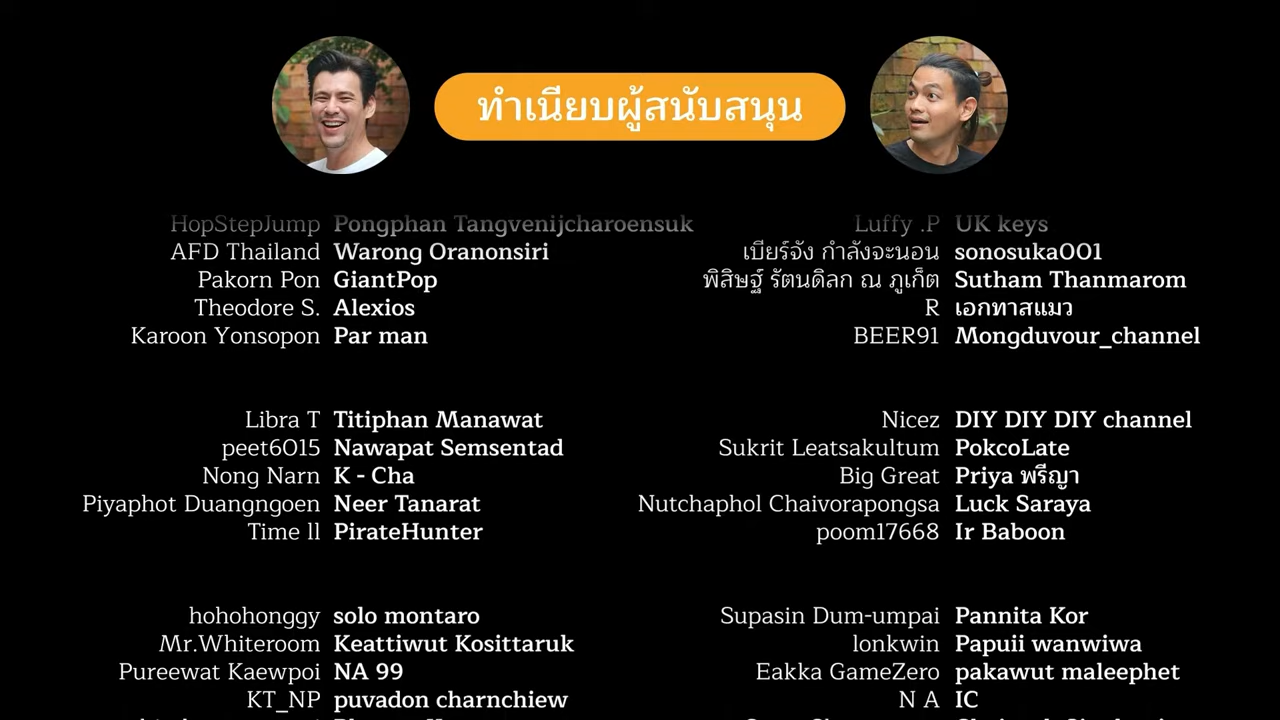 ทำเนียบผู้สนับสนุน
HopStepJump Pongphan Tangvenijcharoensuk
AFD Thailand Warong Oranonsiri
Pakorn Pon GiantPop
Theodore S. Alexios
Karoon Yonsopon Par man
Libra T Titiphan Manawat
peet6015 Nawapat Semsentad
Nong Narn K - Cha
Piyaphot Duangngoen Neer Tanarat
Time ll PirateHunter
hohohonggy solo montaro
Mr.Whiteroom Keattiwut Kosittaruk
Pureewat Kaewpoi NA 99
KT_NP puvadon charnchiew
Luffy .P UK keys
เบียร์จัง กำลังจะนอน sonosuka001
พิสิษฐ์ รัตนดิลก ณ ภูเก็ต Sutham Thanmarom
R เอกทาสแมว
BEER91 Mongduvour_channel
Nicez DIY DIY DIY channel
Sukrit Leatsakultum PokcoLate
Big Great Priya พรีญา
Nutchaphol Chaivorapongsa Luck Saraya
poom17668 Ir Baboon
Supasin Dum-umpai Pannita Kor
lonkwin Papuii wanwiwa
Eakka GameZero pakawut maleephet
N A IC